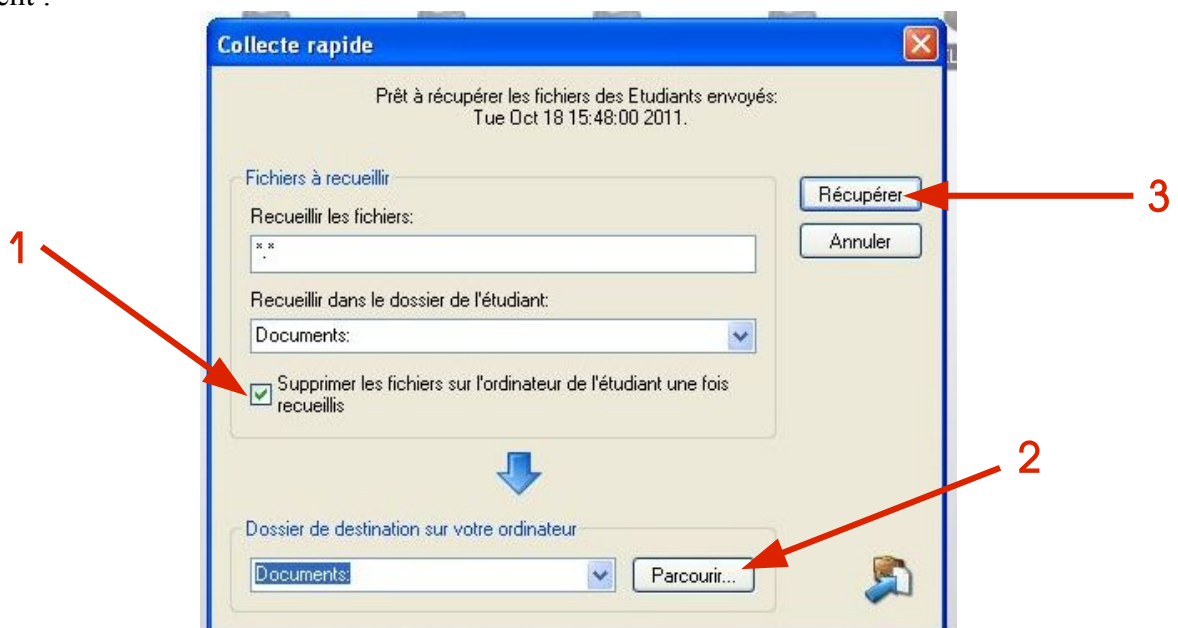 ent :
Collecte rapide
Prêt à récupérer les fichiers des Etudiants envoyés:
Tue Oct 18 15:48:00 2011.
Fichiers à recueillir
Recueillir les fichiers:
*.*
Recueillir dans le dossier de l'étudiant:
Documents:
Supprimer les fichiers sur l'ordinateur de l'étudiant une fois
recueillis
Récupérer
Annuler
1
3
2
Dossier de destination sur votre ordinateur
Documents:
Parcourir...